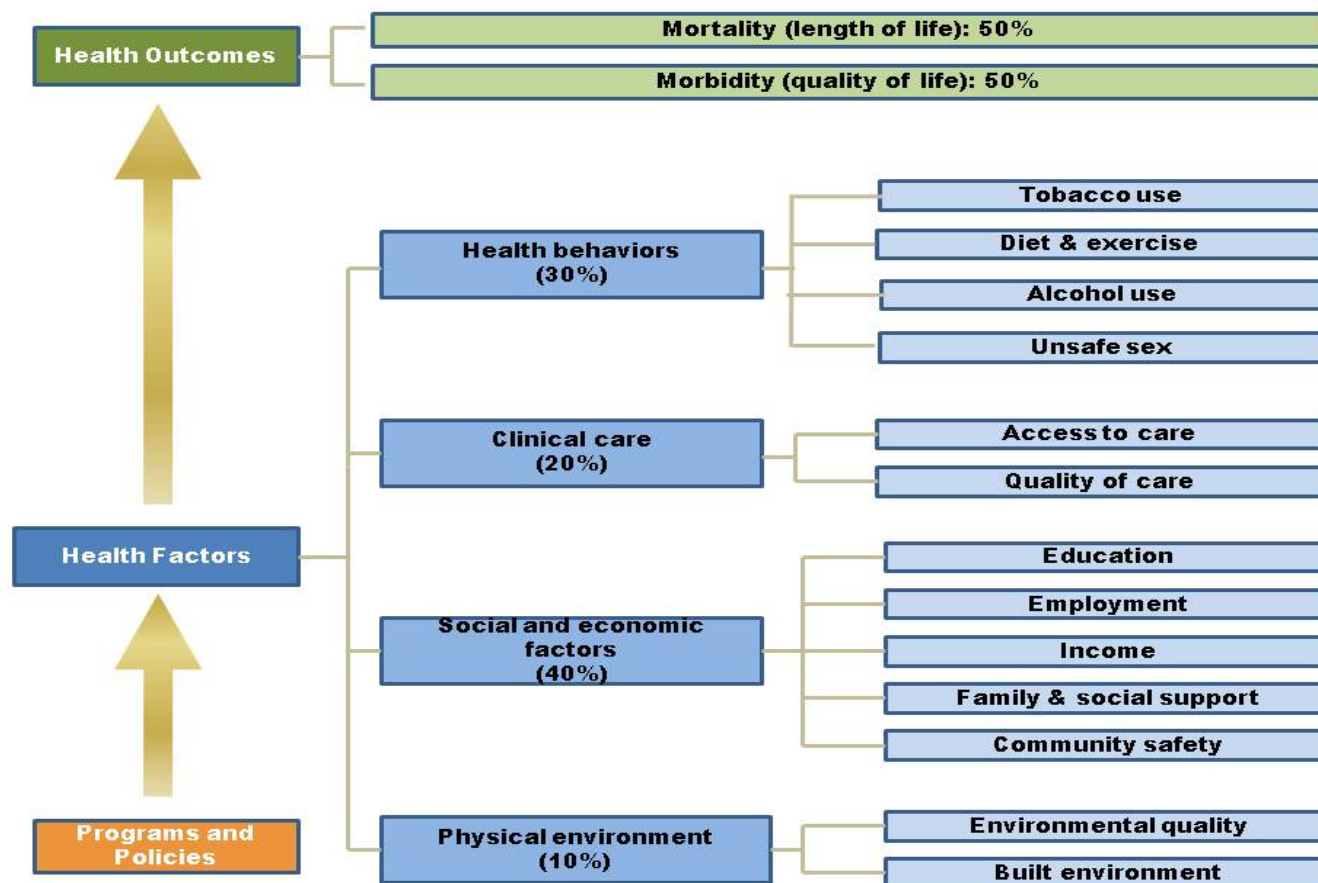 Health Outcomes
Mortality (length of life): 50%
Morbidity (quality of life): 50%
Health Factors
Programs and
Policies
Health behaviors
(30%)
Tobacco use
Diet & exercise
Alcohol use
Unsafe sex
Clinical care
(20%)
Access to care
Quality of care
Social and economic
factors
(40%)
Education
Employment
Income
Family & social support
Community safety
Physical environment
(10%)
Environmental quality
Built environment